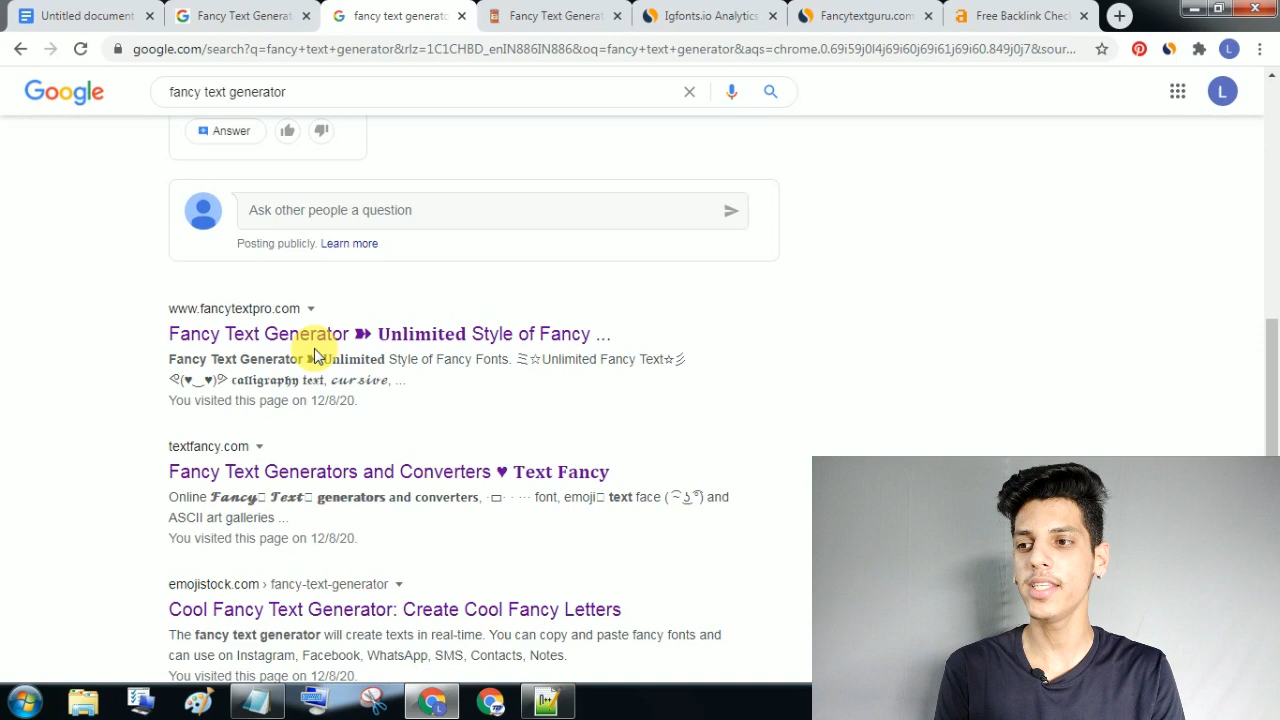 Untitled document
Fancy Text Generat
fancy text generato
Fancy Text Generat
Igfonts.io Analytics
Fancytextguru.com
Free Backlink Chec
google.com/search?q=fancy+text+generator&rlz=1C1CHBD_enIN886IN886&oq=fancy+text+generator&aqs=chrome.0.69i59j0l4j69i60j69i61j69i60.849j0j7&sour...
L
Google
fancy text generator
L
Answer
Ask other people a question
Posting publicly. Learn more
www.fancytextpro.com
Fancy Text Generator ➽ 𝐔𝐧𝐥𝐢𝐦𝐢𝐭𝐞𝐝 Style of Fancy ...
Fancy Text Generator 𝐔nlimited Style of Fancy Fonts. ミ☆Unlimited Fancy Text☆彡
ༀ(♥‿♥)ༀ 𝖈𝖆𝖑𝖑𝖎𝖌𝖗𝖆𝖕𝖍𝖞 𝖙𝖊𝖝𝖙, 𝓬𝓾𝓻𝓼𝓲𝓿𝓮, ...
You visited this page on 12/8/20.
textfancy.com
Fancy Text Generators and Converters ♥ 𝐓𝐞𝐱𝐭 𝐅𝐚𝐧𝐜𝐲
Online 𝓕𝓪𝓷𝓬𝔂 𝓣𝓮𝔁𝓽 𝐠𝐞𝐧𝐞𝐫𝐚𝐭𝐨𝐫𝐬 and converters, font, emoji text face ( ͡ ͜ʖ ͡°) and
ASCII art galleries ...
You visited this page on 12/8/20.
emojistock.com › fancy-text-generator
Cool Fancy Text Generator: Create Cool Fancy Letters
The fancy text generator will create texts in real-time. You can copy and paste fancy fonts and
can use on Instagram, Facebook, WhatsApp, SMS, Contacts, Notes.
You visited this page on 12/8/20.